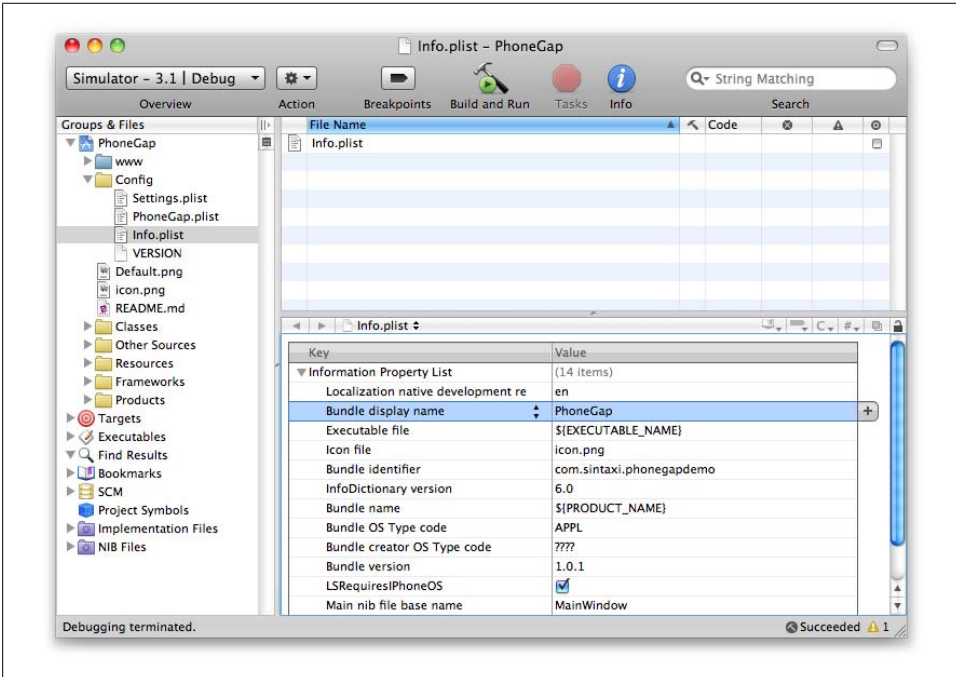 Info.plist – PhoneGap
Simulator – 3.1 | Debug
Overview
Action
Breakpoints
Build and Run
Tasks
Info
String Matching
Search
Groups & Files
File Name
Code
PhoneGap
Info.plist
www
Config
Settings.plist
PhoneGap.plist
Info.plist
VERSION
Default.png
icon.png
README.md
Classes
Other Sources
Resources
Frameworks
Products
Targets
Executables
Find Results
Bookmarks
SCM
Project Symbols
Implementation Files
NIB Files
Info.plist
C
#
Key Value
Information Property List (14 items)
Localization native development re en
Bundle display name PhoneGap
Executable file ${EXECUTABLE_NAME}
Icon file icon.png
Bundle identifier com.sintaxi.phonegapdemo
InfoDictionary version 6.0
Bundle name ${PRODUCT_NAME}
Bundle OS Type code APPL
Bundle creator OS Type code ????
Bundle version 1.0.1
LSRequiresIPhoneOS
Main nib file base name MainWindow
Debugging terminated.
Succeeded 1